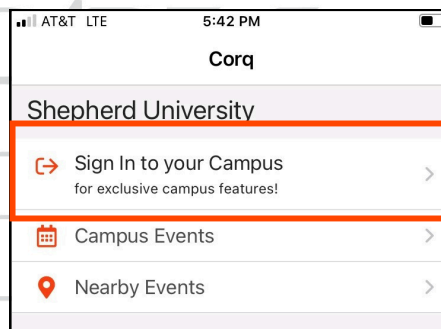 AT&T LTE 5:42 PM
Corq
Shepherd University
Sign In to your Campus
for exclusive campus features!
Campus Events
Nearby Events